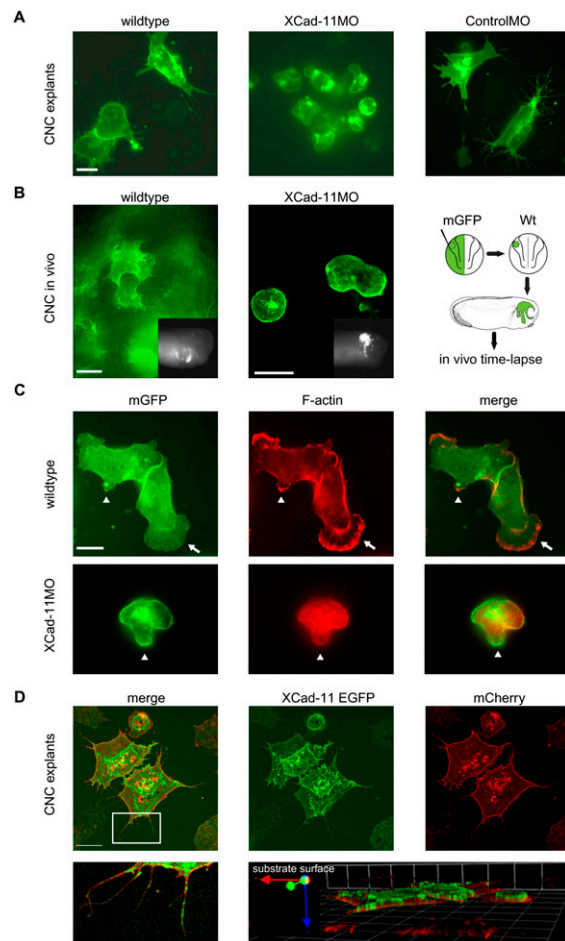 A
wildtype
XCad-11MO
ControlMO
CNC explants
B
wildtype
XCad-11MO
CNC in vivo
mGFP
Wt
in vivo time-lapse
C
mGFP
F-actin
merge
wildtype
XCad-11MO
D
merge
XCad-11 EGFP
mCherry
CNC explants
substrate surface